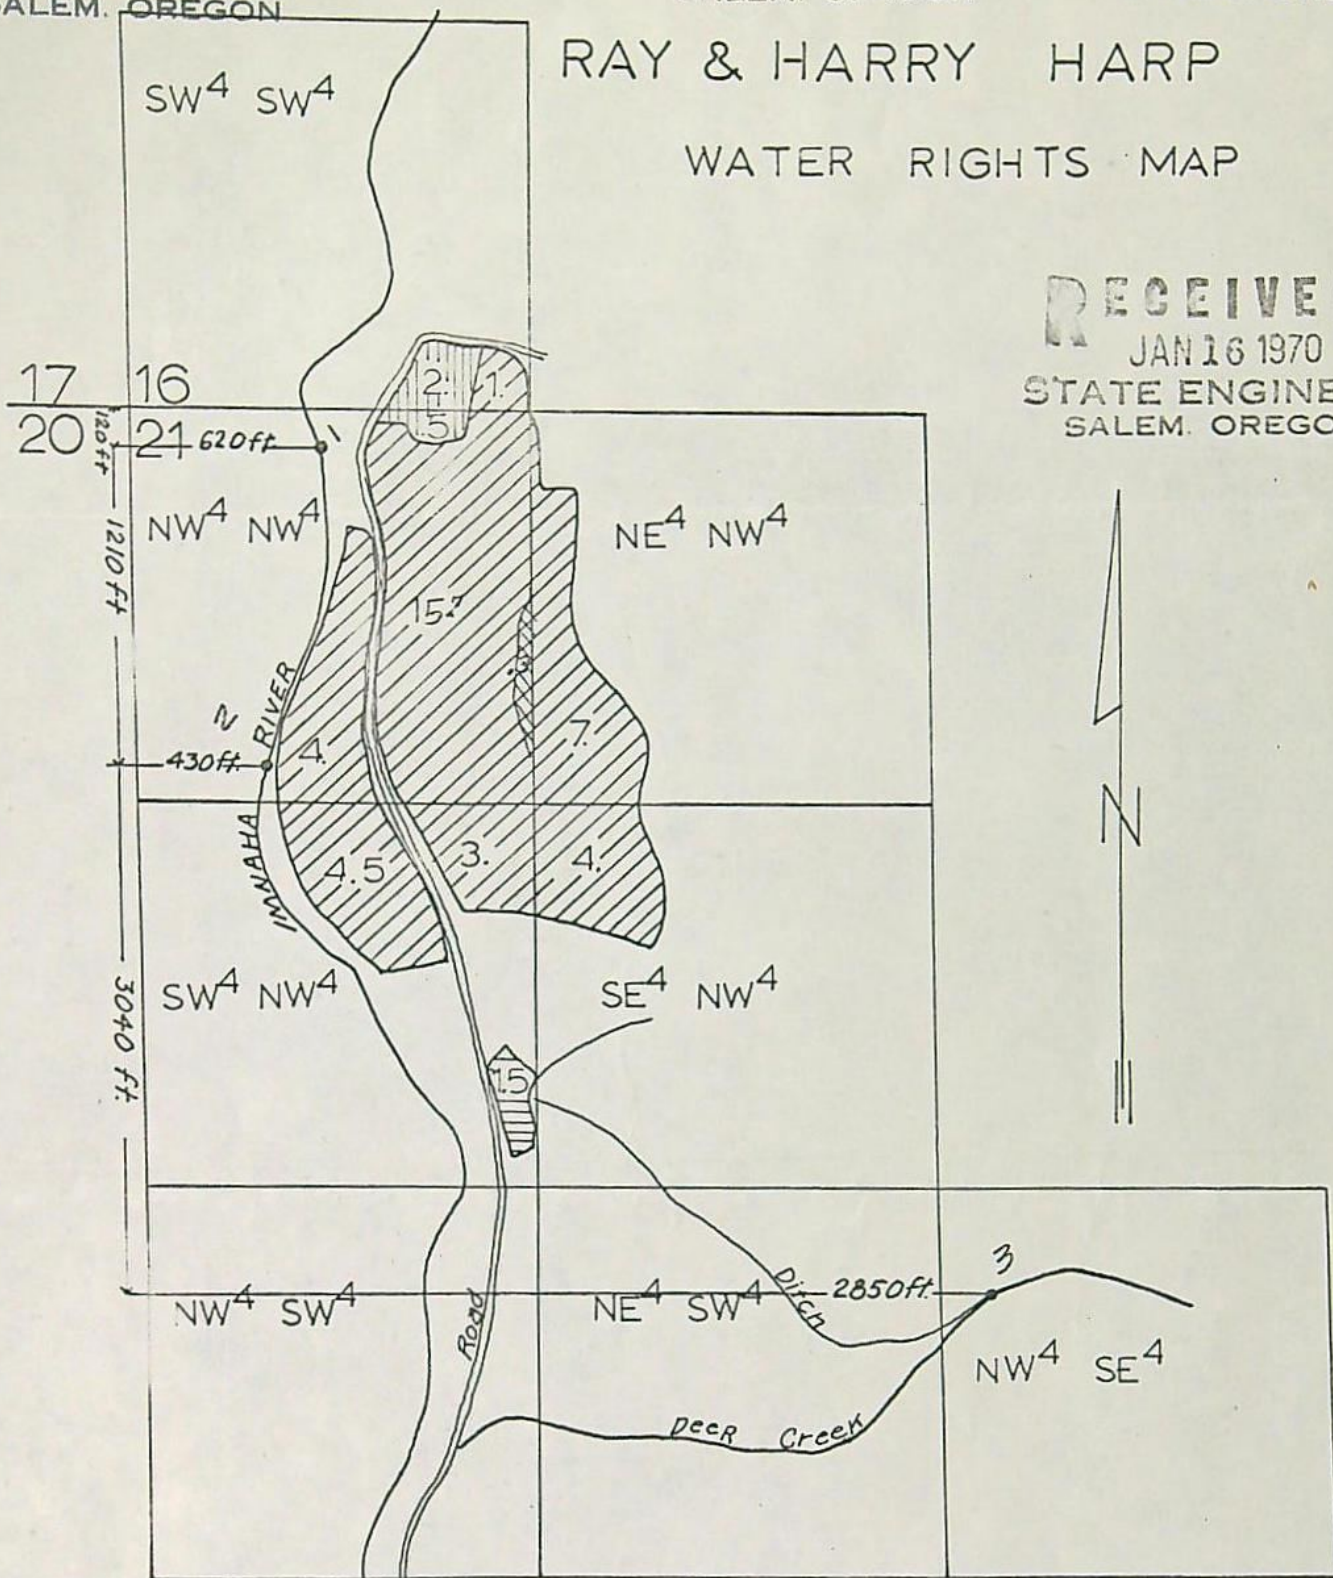 SALEM. OREGON
RAY & HARRY HARP
WATER RIGHTS MAP
RECEIVE
JAN 16 1970
STATE ENGINE
SALEM. OREGO
SW4 SW4
17 16
20 21
120ft
620ft
1
2.
1.
.5
NW4 NW4
NE4 NW4
1210 ft
15.
2
RIVER
430ft.
4.
7.
IMNAHA
4.5
3.
4.
N
SW4 NW4
SE4 NW4
3040 ft.
1.5
3
NW4 SW4
Road
NE4 SW4
Ditch
2850ft.
NW4 SE4
Deer Creek